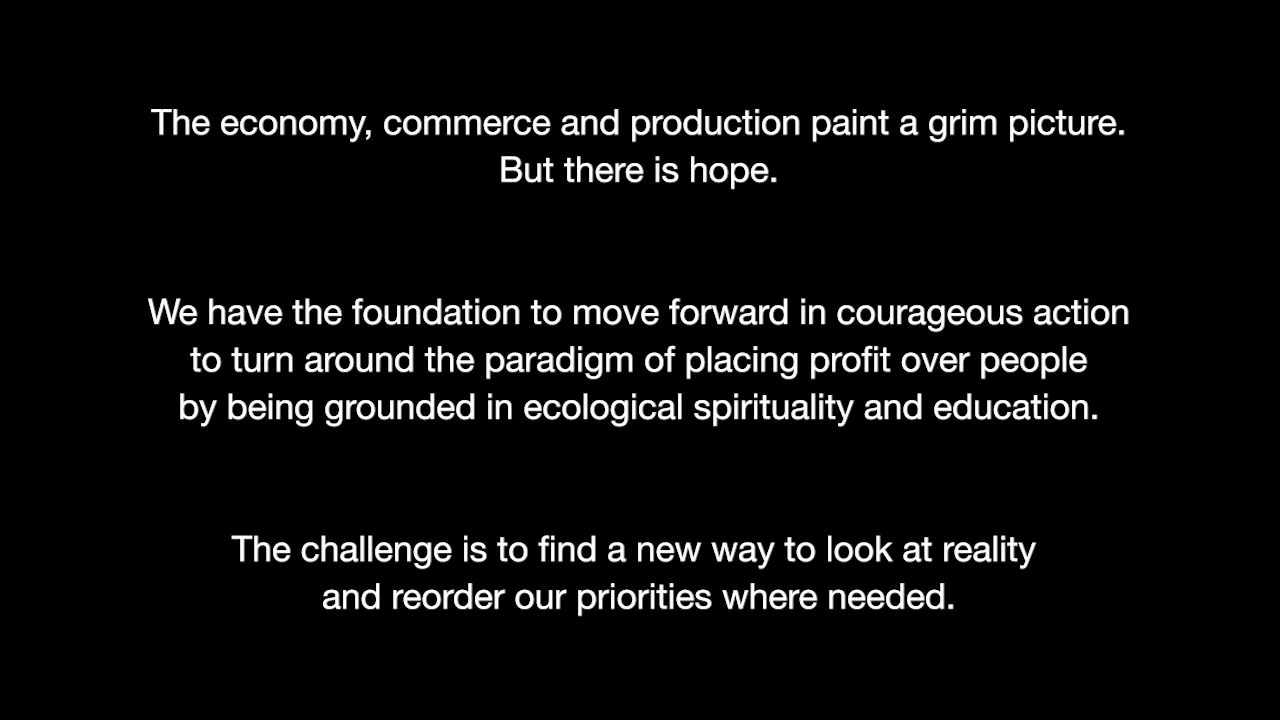 The economy, commerce and production paint a grim picture.
But there is hope.
We have the foundation to move forward in courageous action
to turn around the paradigm of placing profit over people
by being grounded in ecological spirituality and education.
The challenge is to find a new way to look at reality
and reorder our priorities where needed.